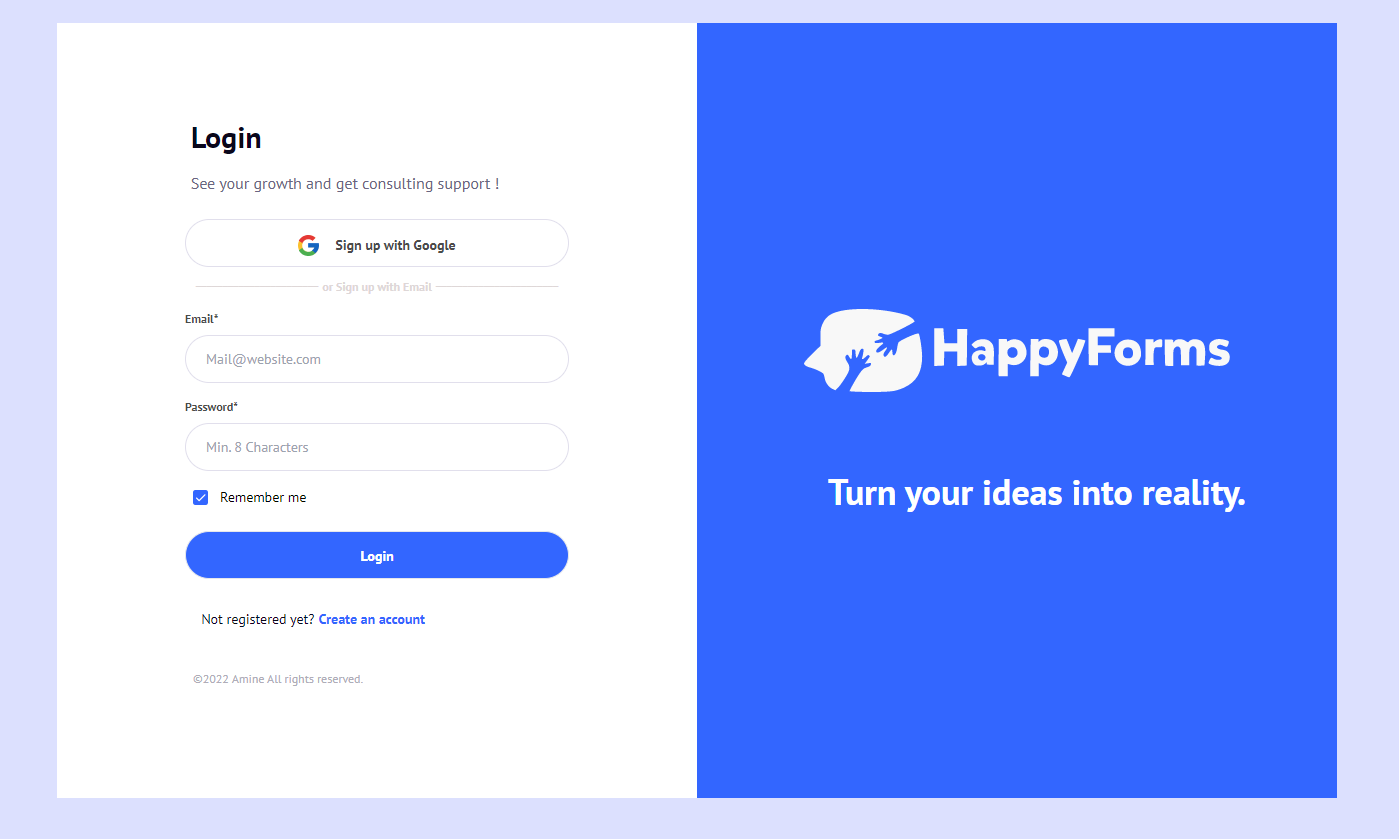 Login
See your growth and get consulting support !
Sign up with Google
or Sign up with Email
Email*
Mail@website.com
Password*
Min. 8 Characters
Remember me
Login
Not registered yet? Create an account
©2022 Amine All rights reserved.
HappyForms
Turn your ideas into reality.